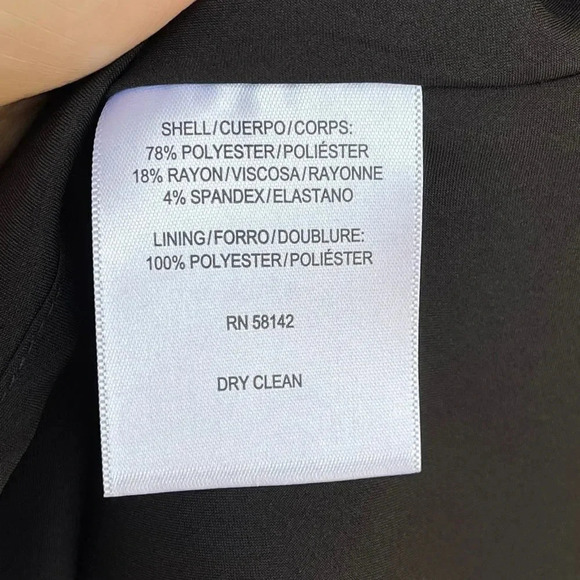 SHELL/CUERPO/CORPS:
78% POLYESTER/POLIÉSTER
18% RAYON/VISCOSA/RAYONNE
4% SPANDEX/ELASTANO
LINING/FORRO/DOUBLURE:
100% POLYESTER/POLIÉSTER
RN 58142
DRY CLEAN